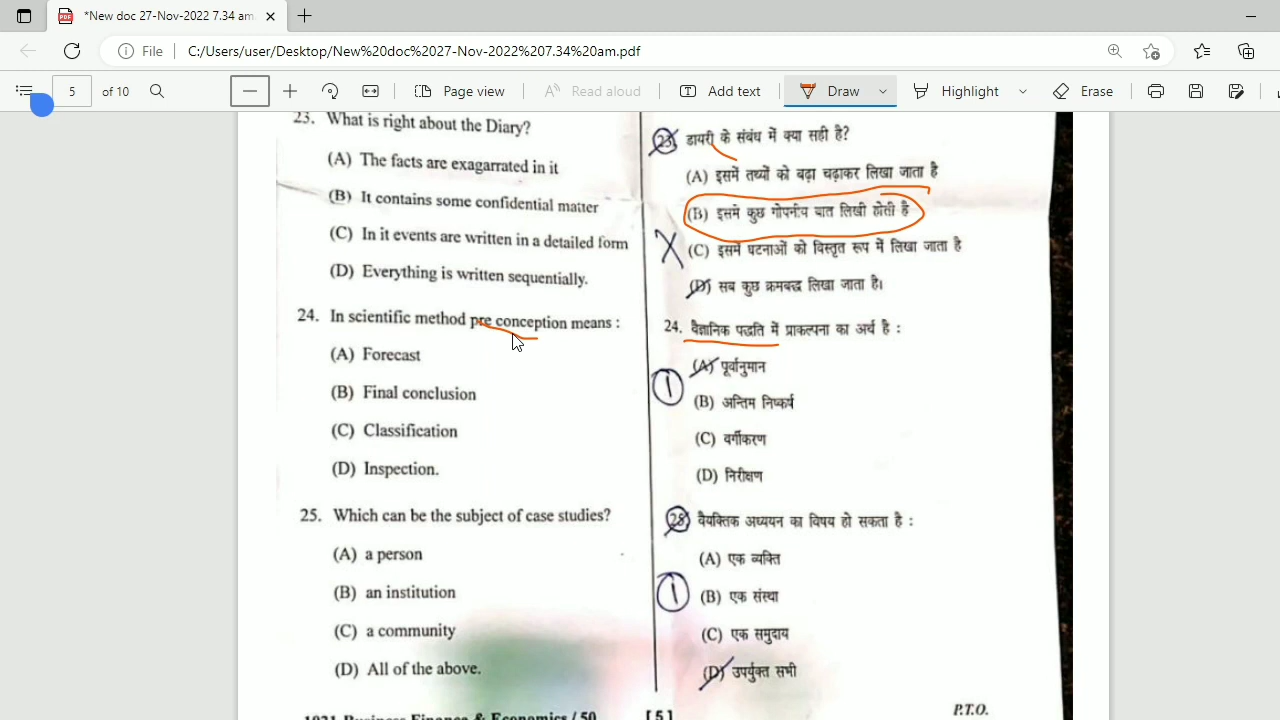 *New doc 27-Nov-2022 7.34 am
File
C:/Users/user/Desktop/New%20doc%2027-Nov-2022%207.34%20am.pdf
5 of 10
Page view
Read aloud
Add text
Draw
Highlight
Erase
23. What is right about the Diary?
(A) The facts are exagarrated in it
(B) It contains some confidential matter
(C) In it events are written in a detailed form
(D) Everything is written sequentially.
24. In scientific method pre conception means :
(A) Forecast
(B) Final conclusion
(C) Classification
(D) Inspection.
25. Which can be the subject of case studies?
(A) a person
(B) an institution
(C) a community
(D) All of the above.
23. डायरी के संबंध में क्या सही है?
(A) इसमें तथ्यों को बढ़ा चढ़ाकर लिखा जाता है
(B) इसमें कुछ गोपनीय बात लिखी होती है
(C) इसमें घटनाओं को विस्तृत रूप में लिखा जाता है
(D) सब कुछ क्रमबद्ध लिखा जाता है।
24. वैज्ञानिक पद्धति में प्राकल्पना का अर्थ है :
(A) पूर्वानुमान
1
(B) अन्तिम निष्कर्ष
(C) वर्गीकरण
(D) निरीक्षण
25. वैयक्तिक अध्ययन का विषय हो सकता है :
(A) एक व्यक्ति
1
(B) एक संस्था
(C) एक समुदाय
(D) उपर्युक्त सभी
Business Finance & Economics / 50
[ 5 ]
P.T.O.